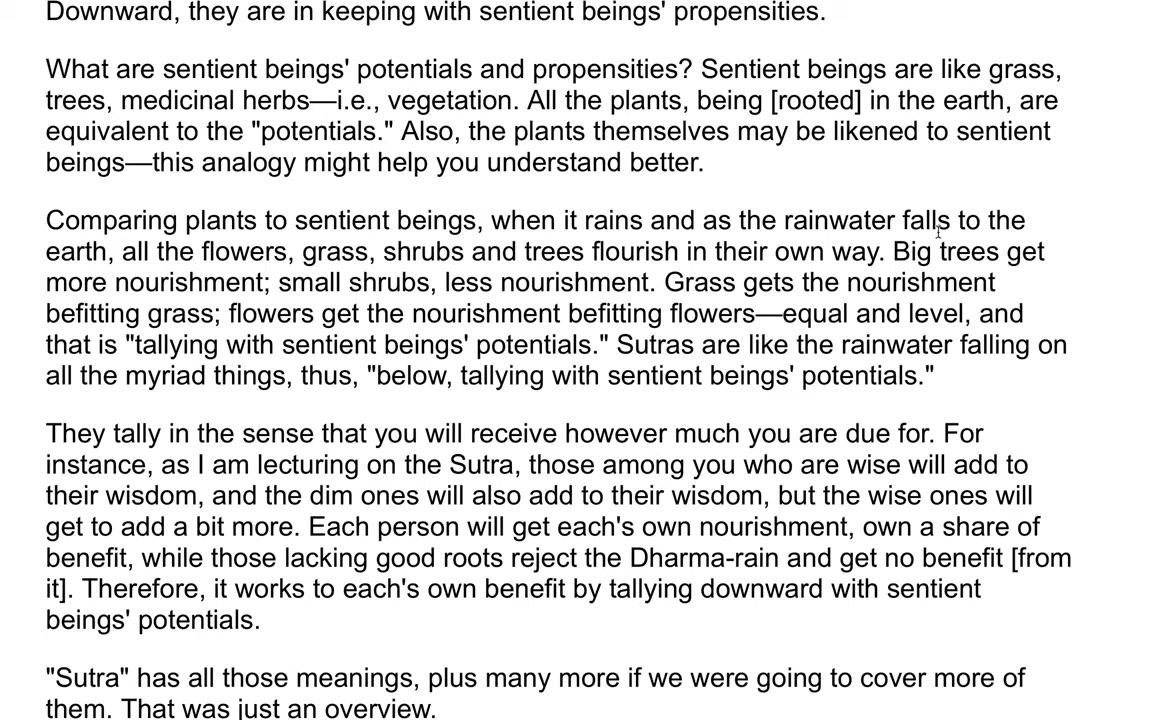 Downward, they are in keeping with sentient beings' propensities.
What are sentient beings' potentials and propensities? Sentient beings are like grass,
trees, medicinal herbs—i.e., vegetation. All the plants, being [rooted] in the earth, are
equivalent to the "potentials." Also, the plants themselves may be likened to sentient
beings—this analogy might help you understand better.
Comparing plants to sentient beings, when it rains and as the rainwater falls to the
earth, all the flowers, grass, shrubs and trees flourish in their own way. Big trees get
more nourishment; small shrubs, less nourishment. Grass gets the nourishment
befitting grass; flowers get the nourishment befitting flowers—equal and level, and
that is "tallying with sentient beings' potentials." Sutras are like the rainwater falling on
all the myriad things, thus, "below, tallying with sentient beings' potentials."
They tally in the sense that you will receive however much you are due for. For
instance, as I am lecturing on the Sutra, those among you who are wise will add to
their wisdom, and the dim ones will also add to their wisdom, but the wise ones will
get to add a bit more. Each person will get each's own nourishment, own a share of
benefit, while those lacking good roots reject the Dharma-rain and get no benefit [from
it]. Therefore, it works to each's own benefit by tallying downward with sentient
beings' potentials.
"Sutra" has all those meanings, plus many more if we were going to cover more of
them. That was just an overview.